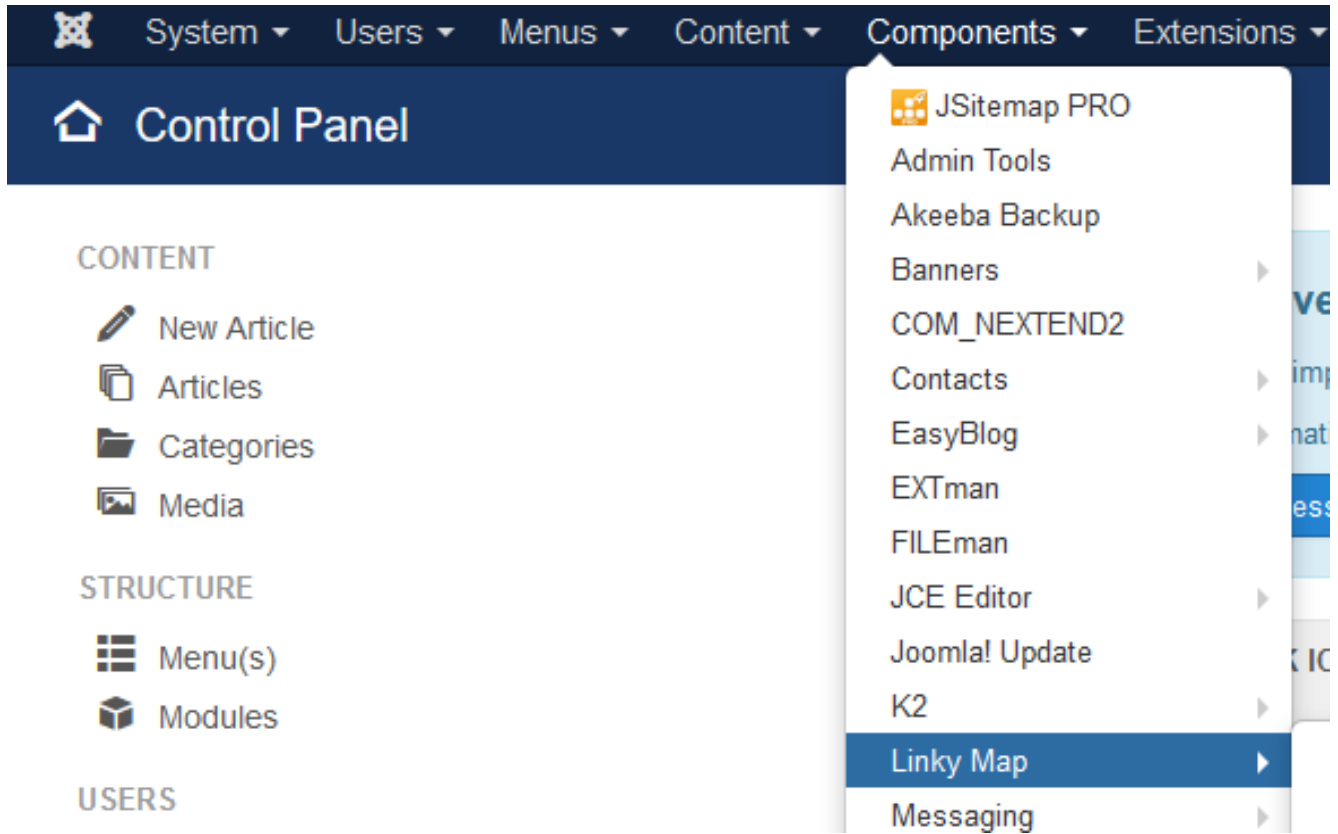 System Users Menus Content Components Extensions
Control Panel
CONTENT
New Article
Articles
Categories
Media
STRUCTURE
Menu(s)
Modules
USERS
JSitemap PRO
Admin Tools
Akeeba Backup
Banners
COM_NEXTEND2
Contacts
EasyBlog
EXTman
FILEman
JCE Editor
Joomla! Update
K2
Linky Map
Messaging